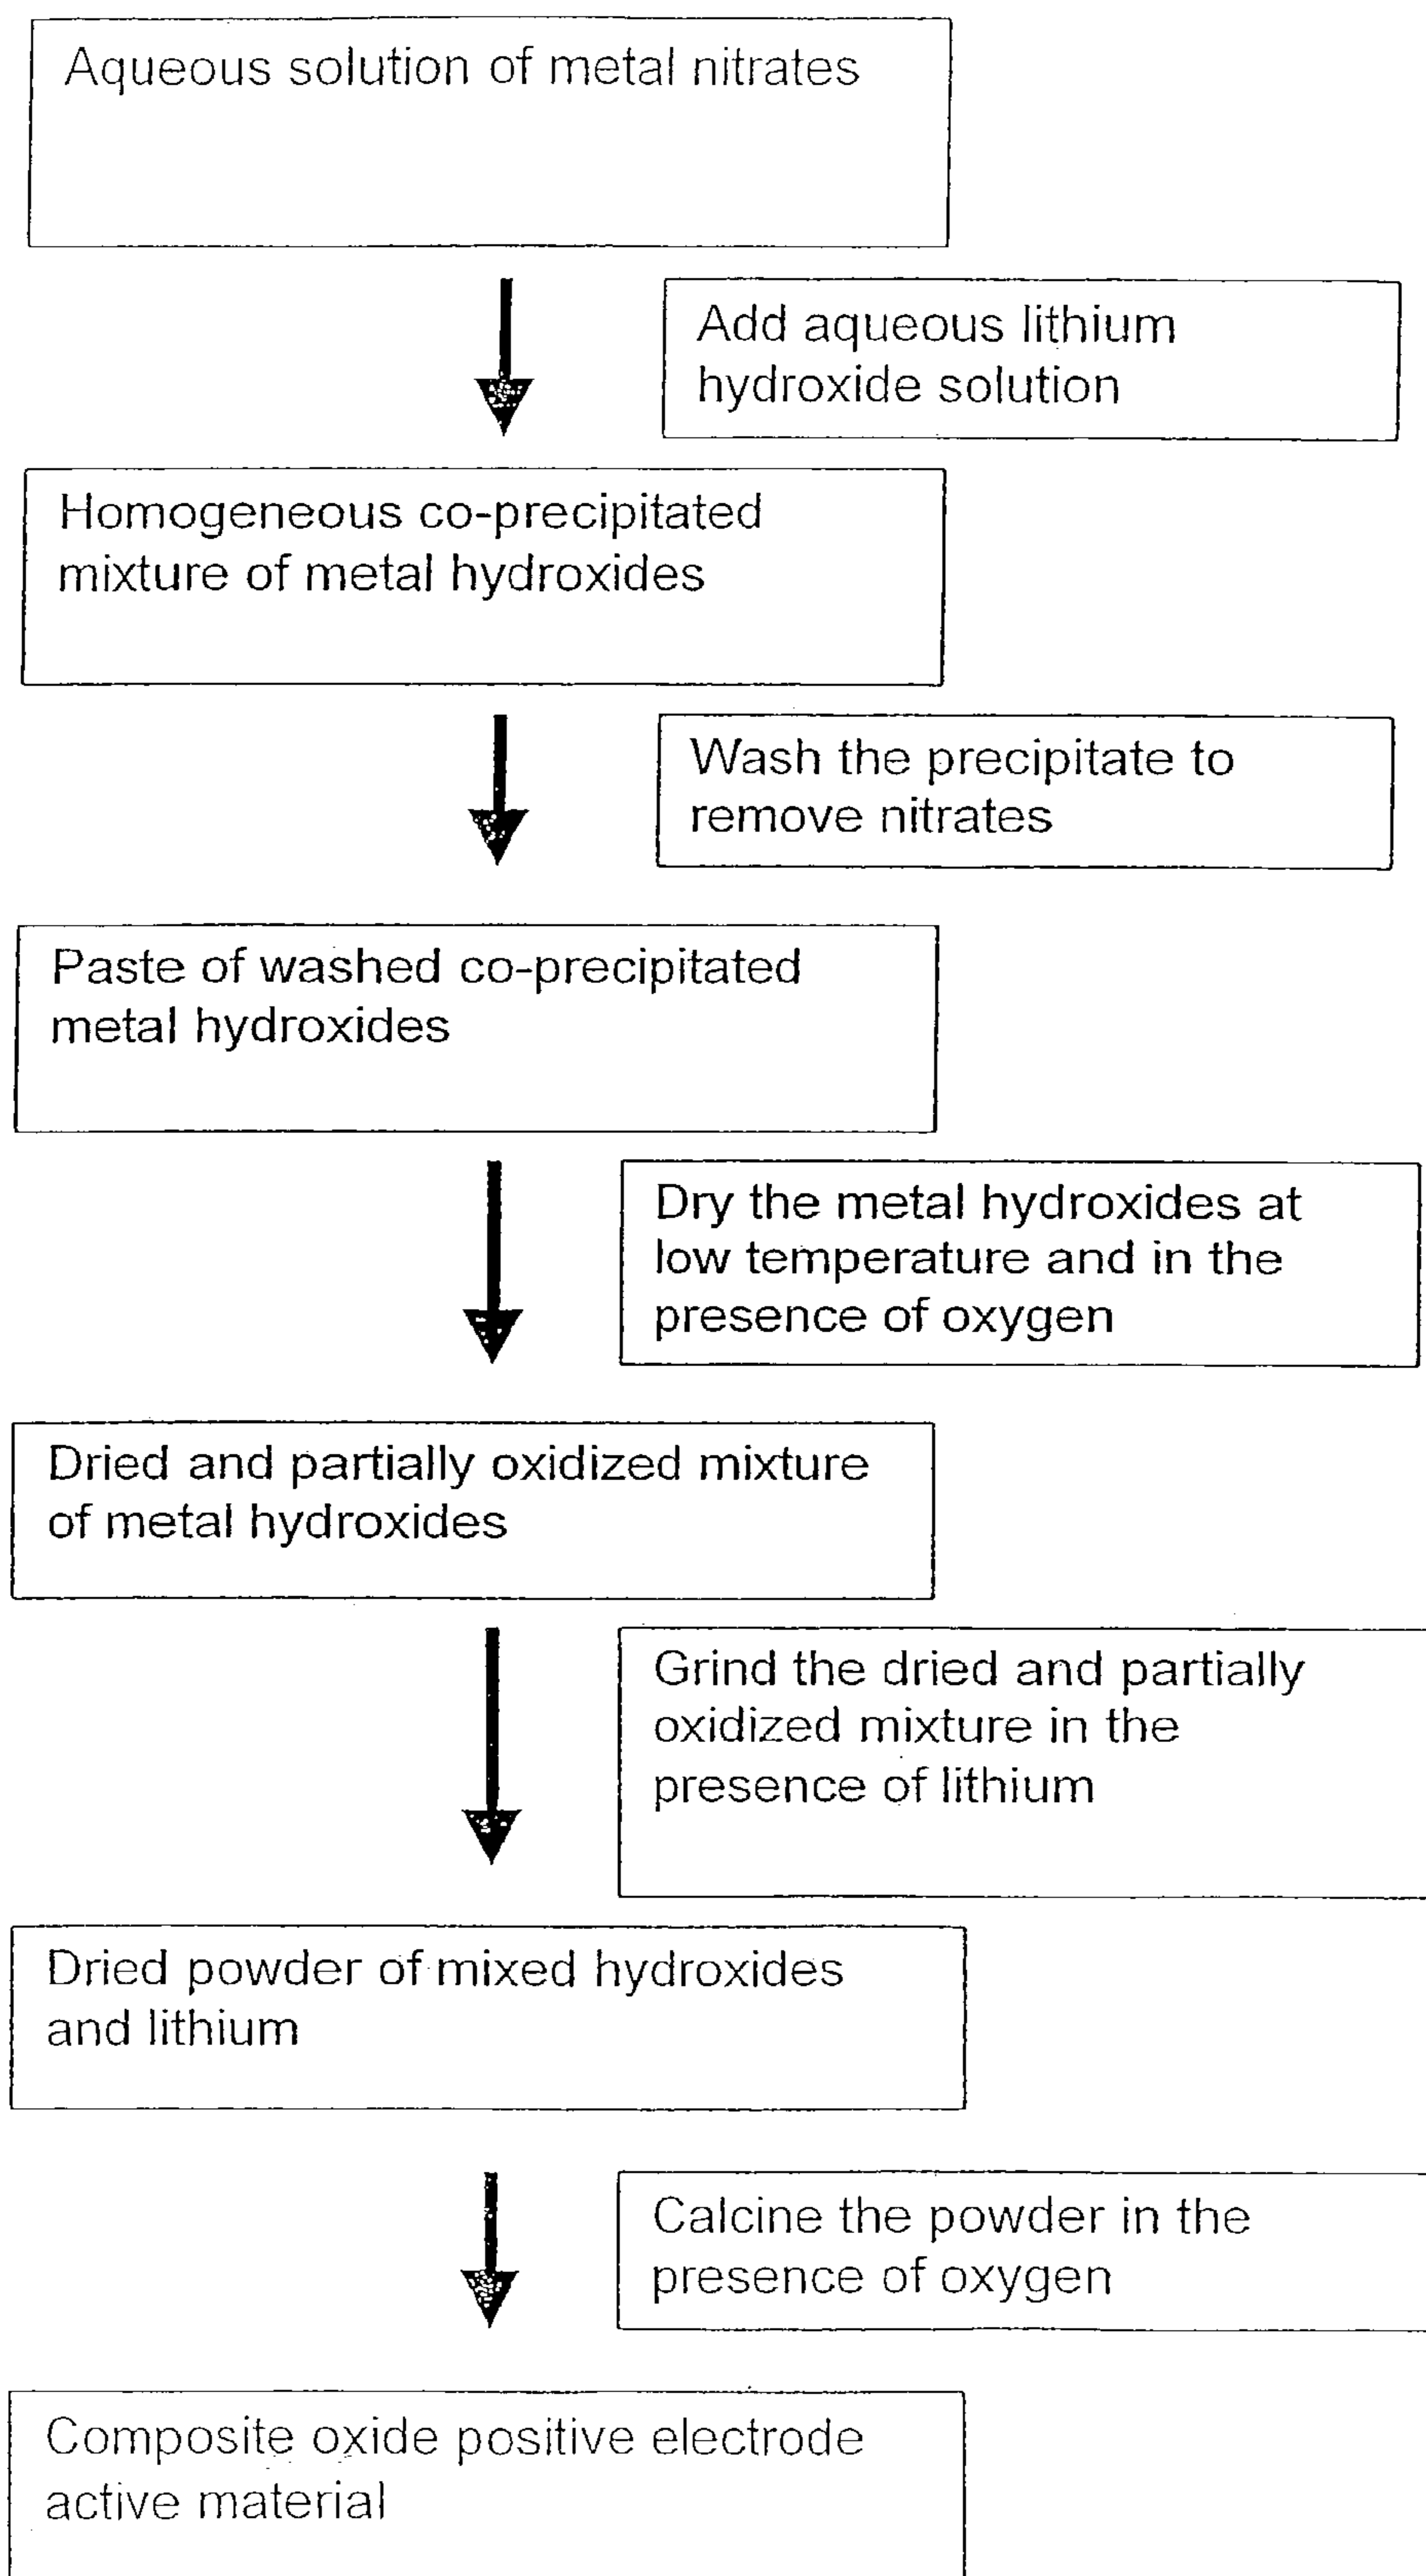 Aqueous solution of metal nitrates
Add aqueous lithium
hydroxide solution
Homogeneous co-precipitated
mixture of metal hydroxides
Wash the precipitate to
remove nitrates
Paste of washed co-precipitated
metal hydroxides
Dry the metal hydroxides at
low temperature and in the
presence of oxygen
Dried and partially oxidized mixture
of metal hydroxides
Grind the dried and partially
oxidized mixture in the
presence of lithium
Dried powder of mixed hydroxides
and lithium
Calcine the powder in the
presence of oxygen
Composite oxide positive electrode
active material